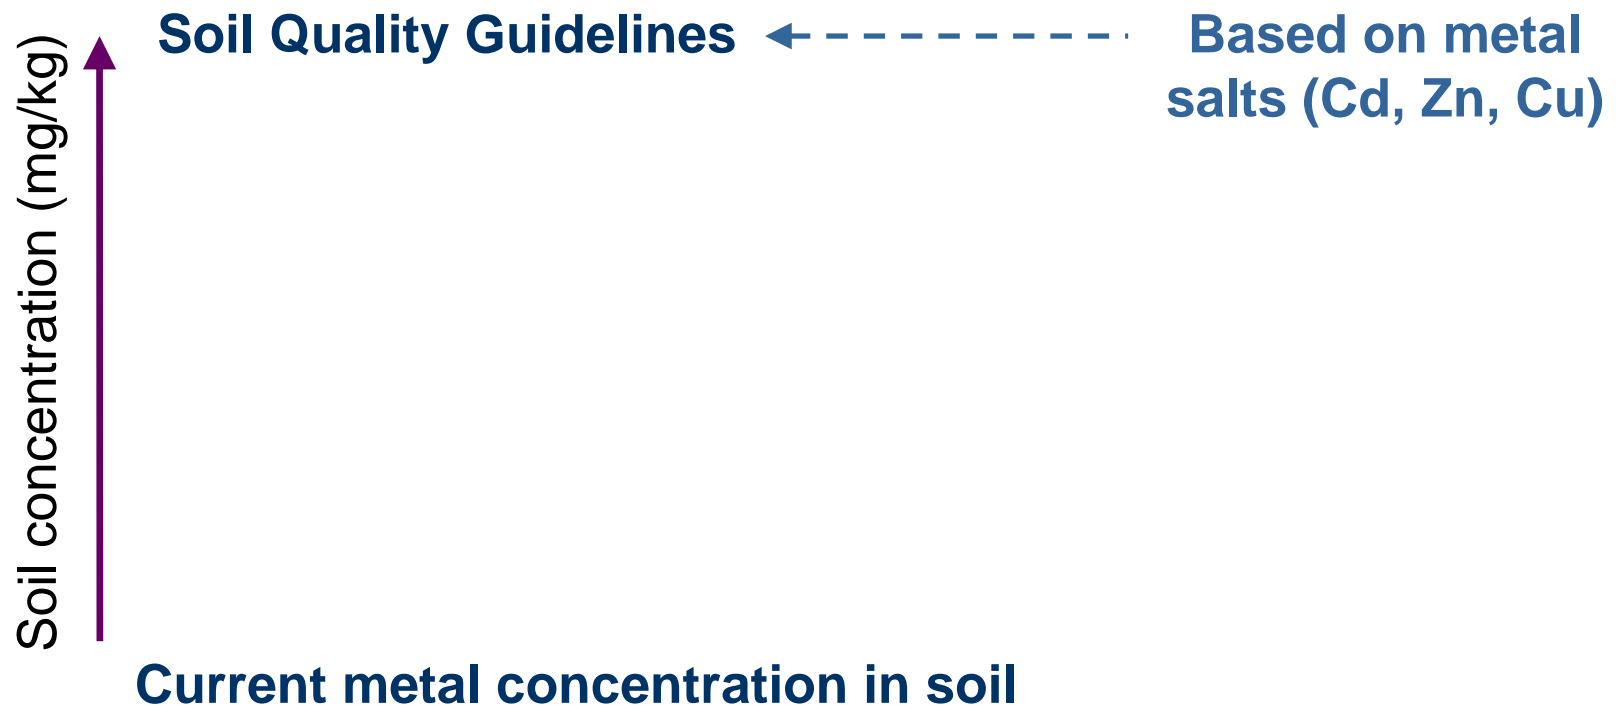 Soil Quality Guidelines
Based on metal
salts (Cd, Zn, Cu)
Soil concentration (mg/kg)
Current metal concentration in soil